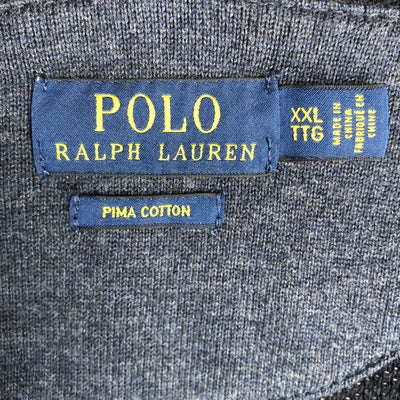 POLO
RALPH LAUREN
XXL
TTG
MADE IN
CHINA
FABRIQUÉ EN
CHINE
PIMA COTTON